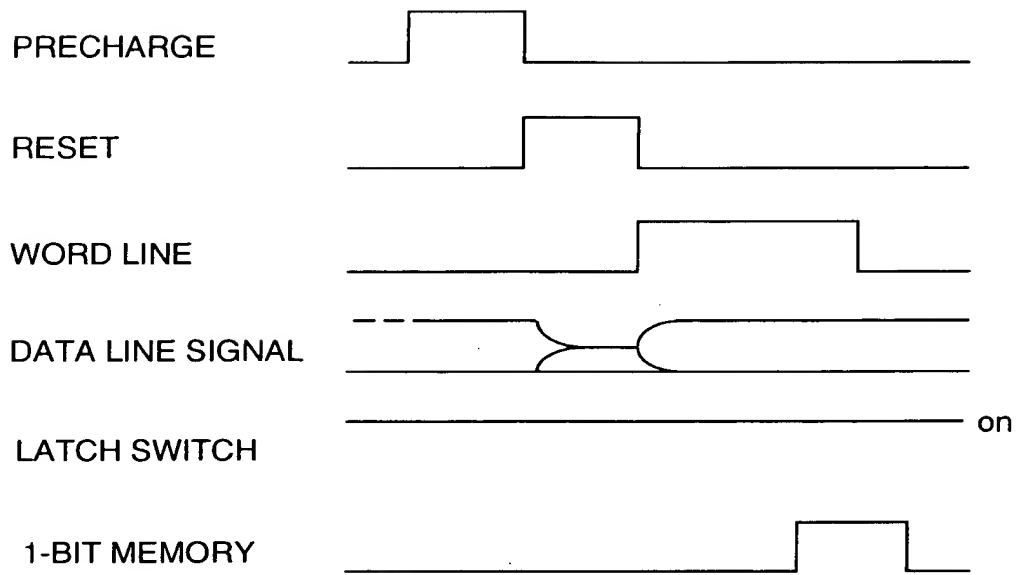 PRECHARGE
RESET
WORD LINE
DATA LINE SIGNAL
on
LATCH SWITCH
1-BIT MEMORY